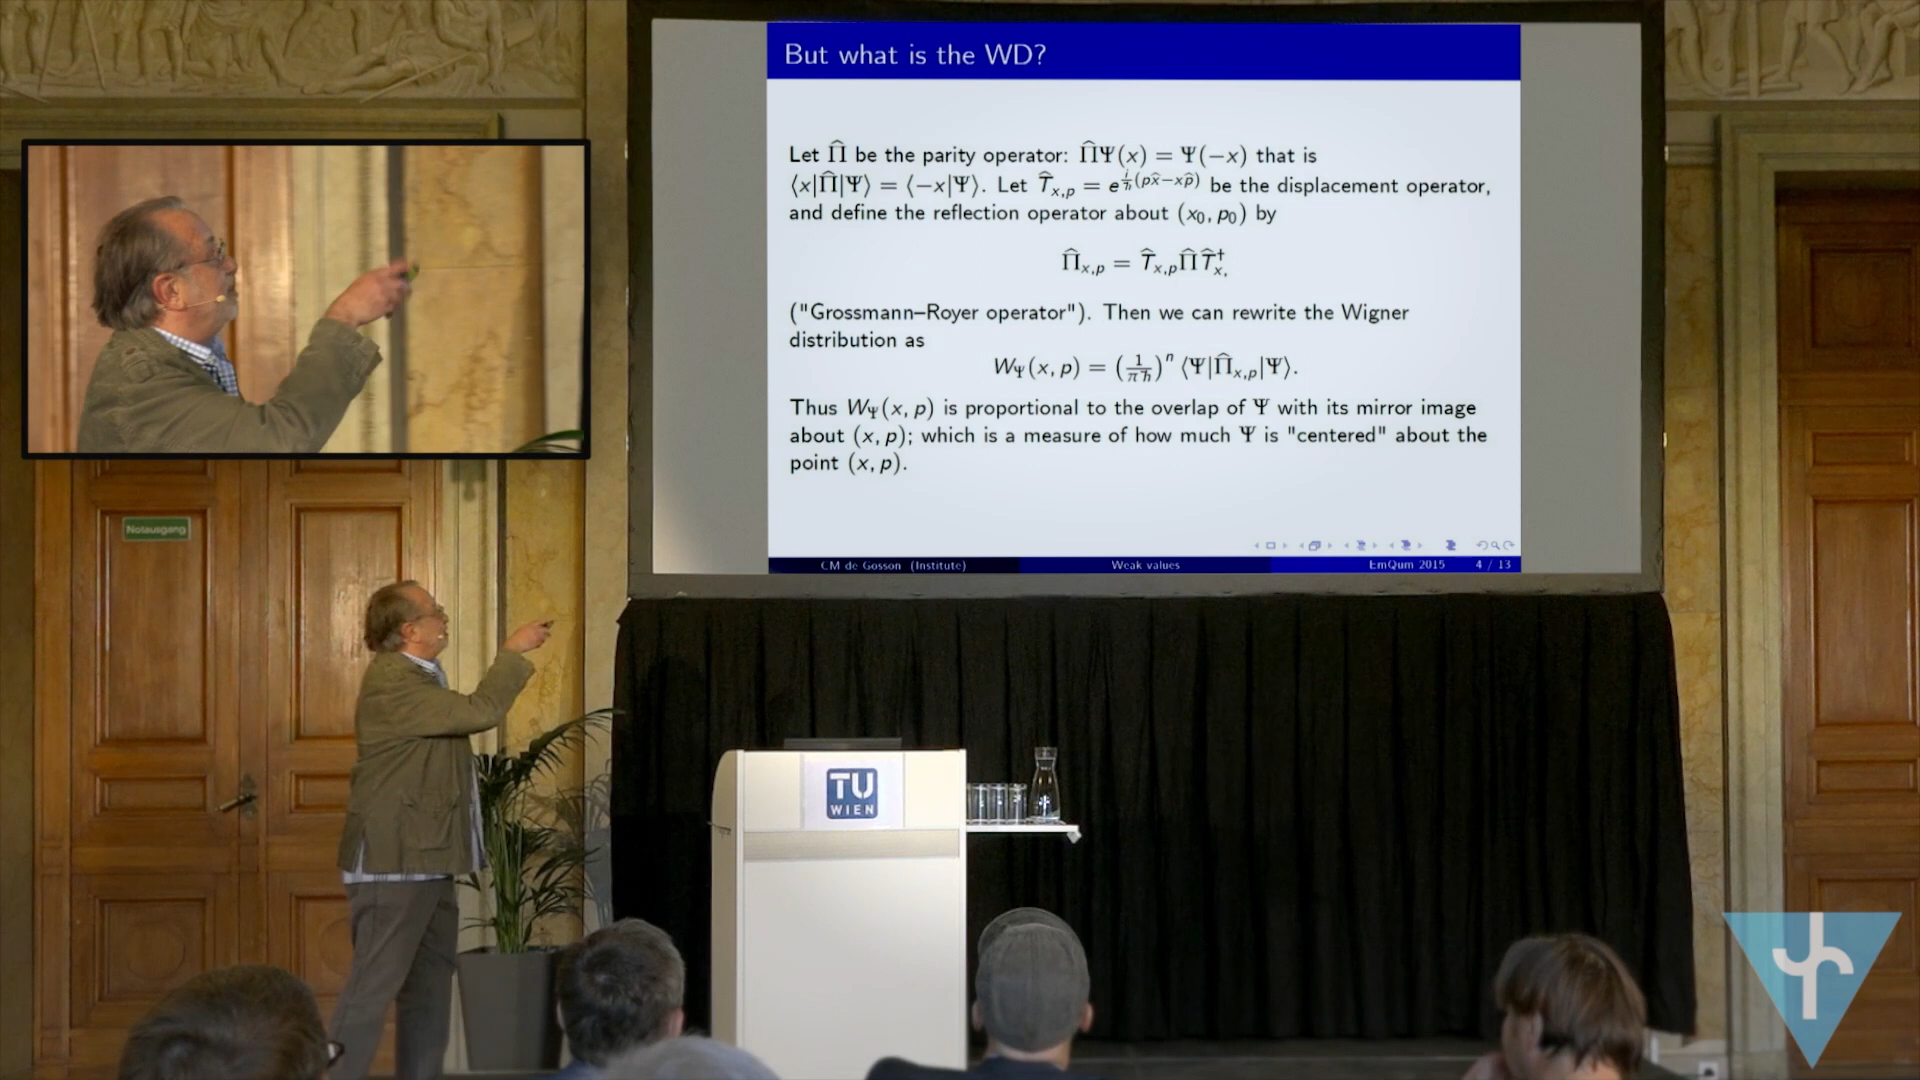 But what is the WD?
Let Π̂ be the parity operator: Π̂Ψ(x) = Ψ(−x) that is
⟨x|Π̂|Ψ⟩ = ⟨−x|Ψ⟩. Let T̂_{x,p} = e^{\frac{i}{ħ}(px̂−xp̂)} be the displacement operator,
and define the reflection operator about (x₀, p₀) by
Π̂_{x,p} = T̂_{x,p}Π̂T̂†_{x,}
("Grossmann–Royer operator"). Then we can rewrite the Wigner
distribution as
W_Ψ(x, p) = (\frac{1}{πħ})^n ⟨Ψ|Π̂_{x,p}|Ψ⟩.
Thus W_Ψ(x, p) is proportional to the overlap of Ψ with its mirror image
about (x, p); which is a measure of how much Ψ is "centered" about the
point (x, p).
CM de Gosson (Institute) Weak values EmQum 2015 4 / 13
Notausgang
TU
WIEN